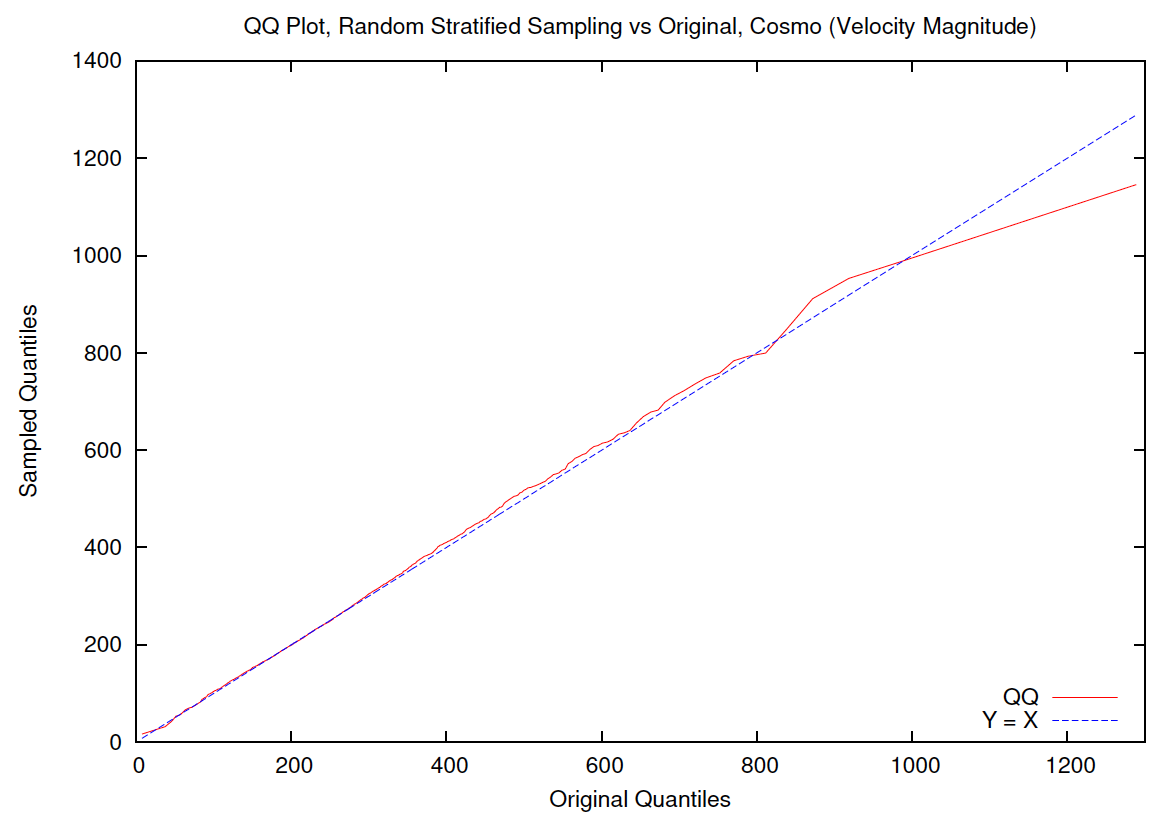 QQ Plot, Random Stratified Sampling vs Original, Cosmo (Velocity Magnitude)
1400
1200
1000
800
600
400
200
0
Sampled Quantiles
QQ
Y = X
0 200 400 600 800 1000 1200
Original Quantiles